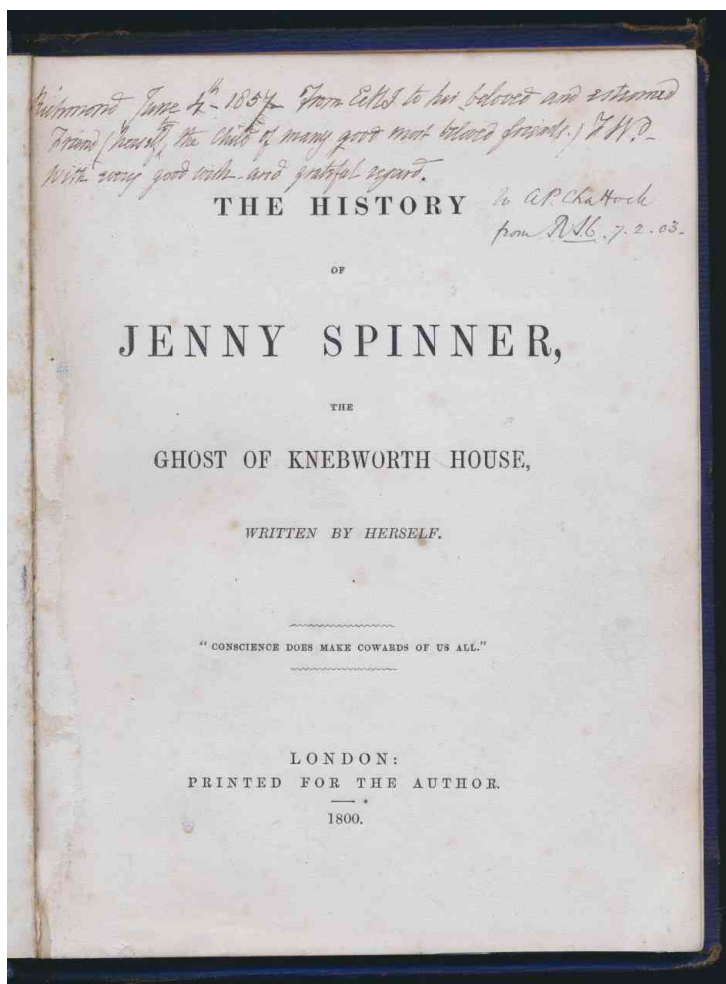 Richmond June 4th 1857 From to her beloved and esteemed
Friend (herself, the Child of many good most beloved friends.)
With every good wish and grateful regard.
THE HISTORY
to A.P. Chattock
from 7.2.03.
OF
JENNY SPINNER,
THE
GHOST OF KNEBWORTH HOUSE,
WRITTEN BY HERSELF.
"CONSCIENCE DOES MAKE COWARDS OF US ALL."
LONDON:
PRINTED FOR THE AUTHOR.
1800.